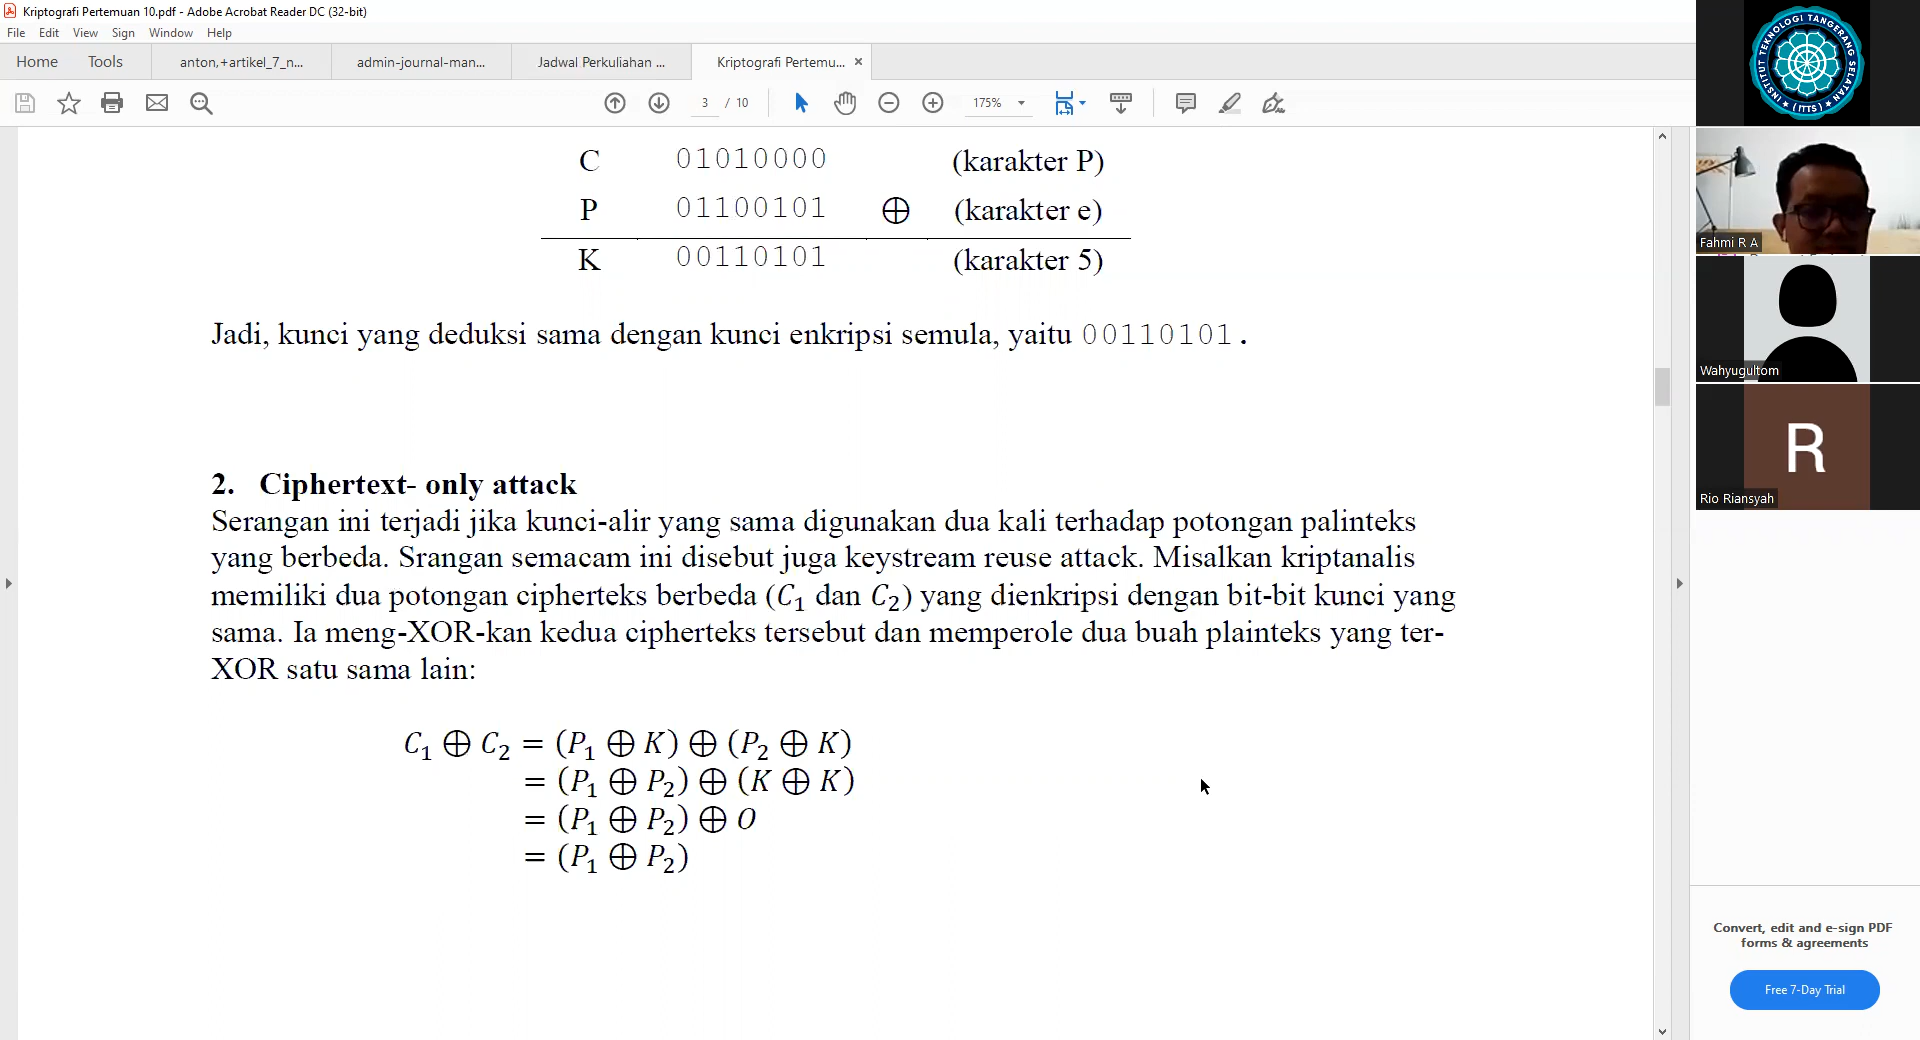 Kriptografi Pertemuan 10.pdf - Adobe Acrobat Reader DC (32-bit)
File Edit View Sign Window Help
Home Tools anton,+artikel_7_n... admin-journal-man... Jadwal Perkuliahan ... Kriptografi Pertemu... ×
3 / 10 175%
C 01010000 (karakter P)
P 01100101 ⊕ (karakter e)
K 00110101 (karakter 5)
Jadi, kunci yang deduksi sama dengan kunci enkripsi semula, yaitu 00110101.
2. Ciphertext- only attack
Serangan ini terjadi jika kunci-alir yang sama digunakan dua kali terhadap potongan palinteks
yang berbeda. Srangan semacam ini disebut juga keystream reuse attack. Misalkan kriptanalis
memiliki dua potongan cipherteks berbeda (C₁ dan C₂) yang dienkripsi dengan bit-bit kunci yang
sama. Ia meng-XOR-kan kedua cipherteks tersebut dan memperole dua buah plainteks yang ter-
XOR satu sama lain:
C₁ ⊕ C₂ = (P₁ ⊕ K) ⊕ (P₂ ⊕ K)
= (P₁ ⊕ P₂) ⊕ (K ⊕ K)
= (P₁ ⊕ P₂) ⊕ O
= (P₁ ⊕ P₂)
INSTITUT TEKNOLOGI TANGERANG SELATAN
(ITTS)
Fahmi R A
Wahyugultom
R
Rio Riansyah
Convert, edit and e-sign PDF
forms & agreements
Free 7-Day Trial